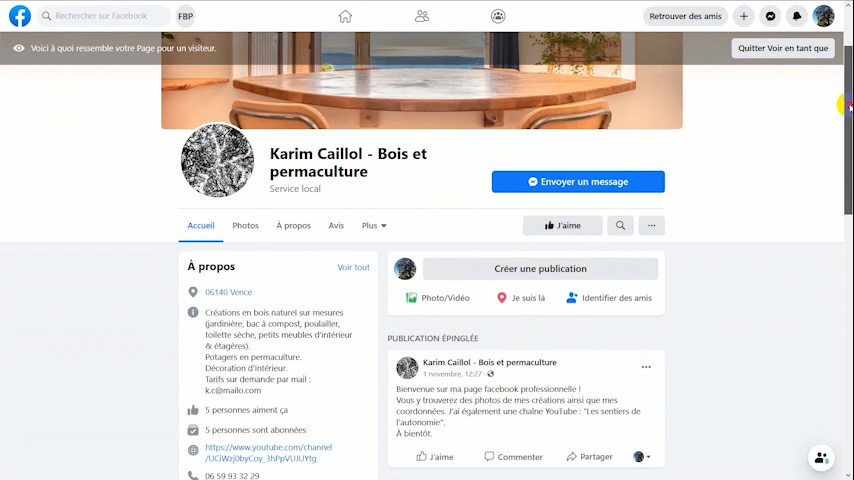 Rechercher sur Facebook
FBP
Retrouver des amis
Voici à quoi ressemble votre Page pour un visiteur.
Quitter Voir en tant que
Karim Caillol - Bois et
permaculture
Service local
Envoyer un message
Accueil
Photos
À propos
Avis
Plus
J'aime
À propos
Voir tout
06140 Vence
Créations en bois naturel sur mesures
(jardinière, bac à compost, poulailler,
toilette sèche, petits meubles d'intérieur
& étagères).
Potagers en permaculture.
Décoration d'intérieur.
Tarifs sur demande par mail :
k.c@mailo.com
5 personnes aiment ça
5 personnes sont abonnées
https://www.youtube.com/channel
/UCiWzj0byCoy_3hPpVUJUYtg
06 59 93 32 29
Créer une publication
Photo/Vidéo
Je suis là
Identifier des amis
PUBLICATION ÉPINGLÉE
Karim Caillol - Bois et permaculture
1 novembre, 12:27 ·
Bienvenue sur ma page facebook professionnelle !
Vous y trouverez des photos de mes créations ainsi que mes
coordonnées. J'ai également une chaîne YouTube : "Les sentiers de
l'autonomie".
À bientôt.
J'aime
Commenter
Partager